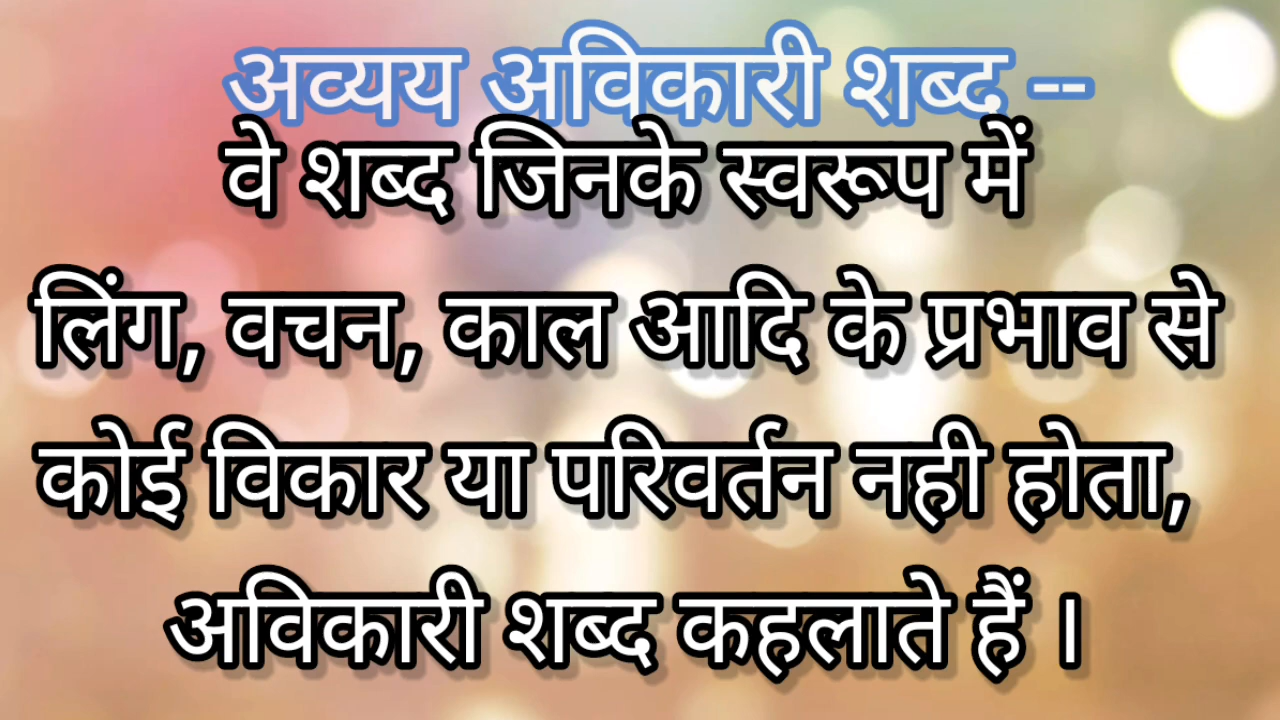 अव्यय अविकारी शब्द --
वे शब्द जिनके स्वरूप में
लिंग, वचन, काल आदि के प्रभाव से
कोई विकार या परिवर्तन नही होता,
अविकारी शब्द कहलाते हैं ।